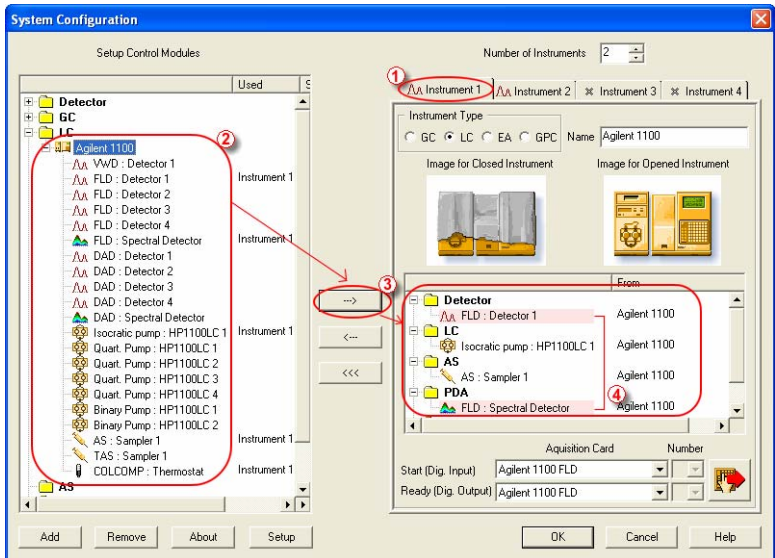 System Configuration
Setup Control Modules
Number of Instruments 2
Used S
Detector
GC
LC
Agilent 1100
VWD : Detector 1
FLD : Detector 1 Instrument 1
FLD : Detector 2
FLD : Detector 3
FLD : Detector 4
FLD : Spectral Detector Instrument 1
DAD : Detector 1
DAD : Detector 2
DAD : Detector 3
DAD : Detector 4
DAD : Spectral Detector
Isocratic pump : HP1100LC 1 Instrument 1
Quart. Pump : HP1100LC 1
Quart. Pump : HP1100LC 2
Quart. Pump : HP1100LC 3
Quart. Pump : HP1100LC 4
Binary Pump : HP1100LC 1
Binary Pump : HP1100LC 2
AS : Sampler 1 Instrument 1
TAS : Sampler 1
COLCOMP : Thermostat Instrument 1
AS
2
Add Remove About Setup
3
--->
<---
<<<
1
Instrument 1 Instrument 2 Instrument 3 Instrument 4
Instrument Type
GC LC EA GPC Name Agilent 1100
Image for Closed Instrument Image for Opened Instrument
From
Detector
FLD : Detector 1 Agilent 1100
LC
Isocratic pump : HP1100LC 1 Agilent 1100
AS
AS : Sampler 1 Agilent 1100
PDA
4
FLD : Spectral Detector Agilent 1100
Aquisition Card Number
Start (Dig. Input) Agilent 1100 FLD
Ready (Dig. Output) Agilent 1100 FLD
OK Cancel Help